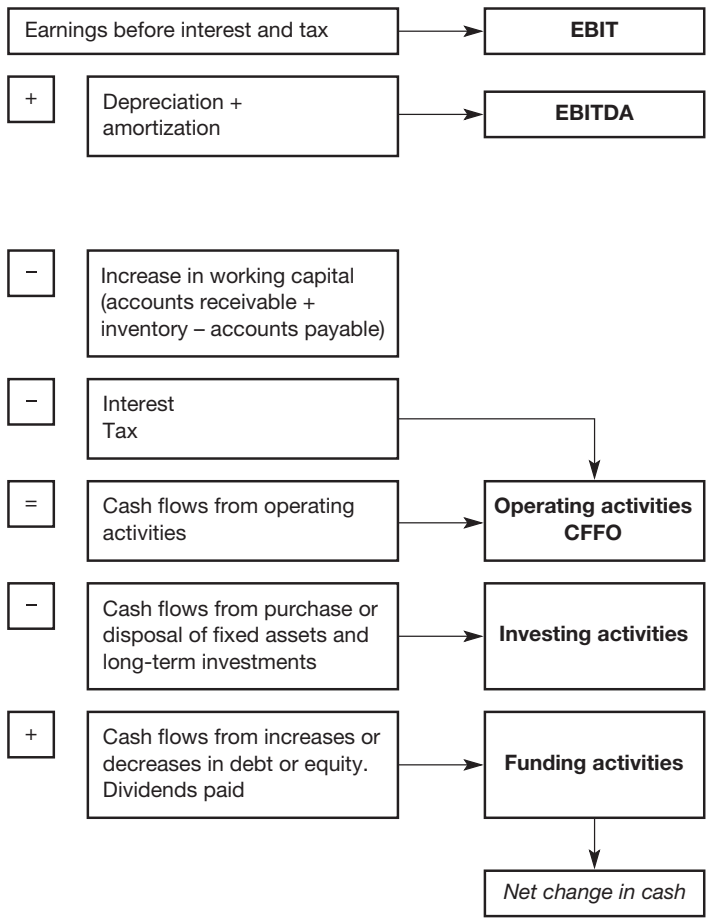 Earnings before interest and tax
EBIT
+
Depreciation +
amortization
EBITDA
−
Increase in working capital
(accounts receivable +
inventory – accounts payable)
−
Interest
Tax
=
Cash flows from operating
activities
Operating activities
CFFO
−
Cash flows from purchase or
disposal of fixed assets and
long-term investments
Investing activities
+
Cash flows from increases or
decreases in debt or equity.
Dividends paid
Funding activities
Net change in cash